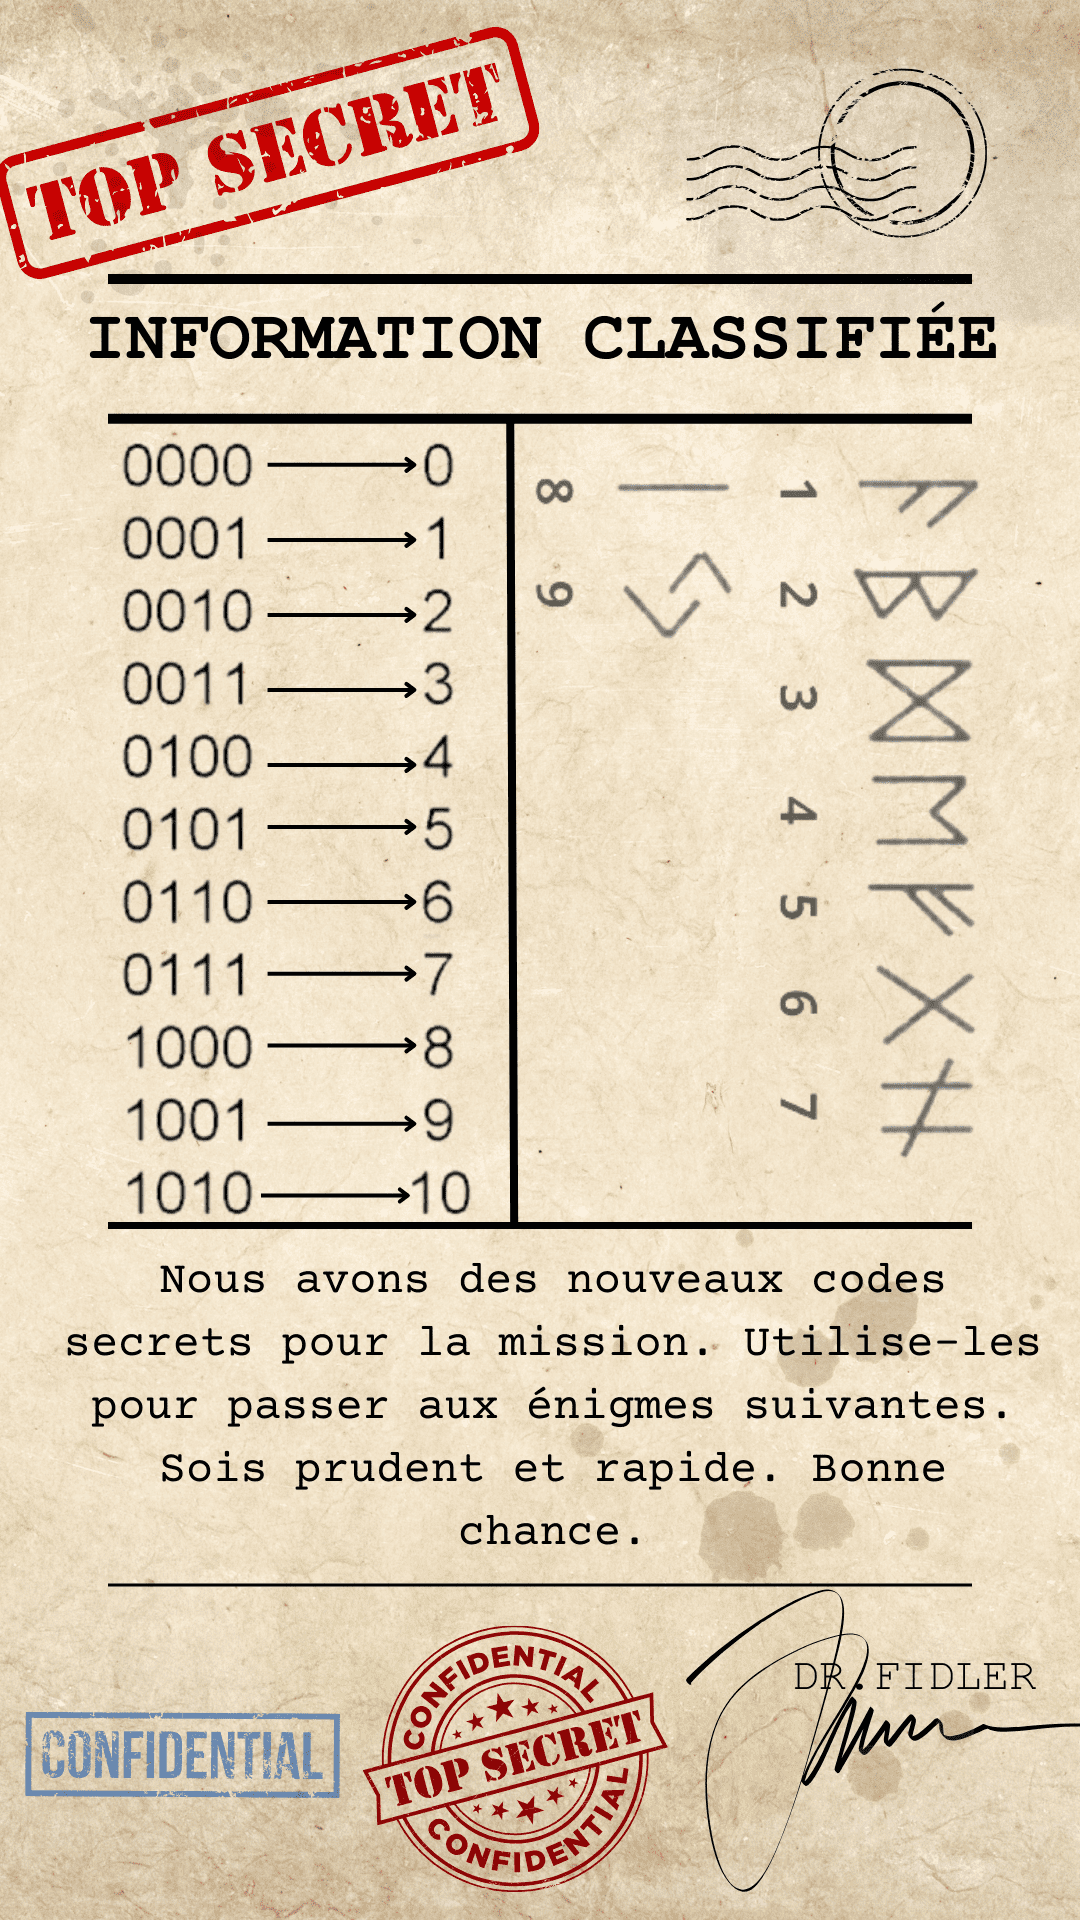 TOP SECRET
INFORMATION CLASSIFIÉE
0000 → 0
0001 → 1
0010 → 2
0011 → 3
0100 → 4
0101 → 5
0110 → 6
0111 → 7
1000 → 8
1001 → 9
1010 → 10
1 ᚨ
2 ᛒ
3 ᛞ
4 ᛖ
5 ᚠ
6 ᚷ
7 ᚺ
8 ᛁ
9 ᛃ
Nous avons des nouveaux codes
secrets pour la mission. Utilise-les
pour passer aux énigmes suivantes.
Sois prudent et rapide. Bonne
chance.
CONFIDENTIAL
CONFIDENTIAL
TOP SECRET
CONFIDENTIAL
DR.FIDLER